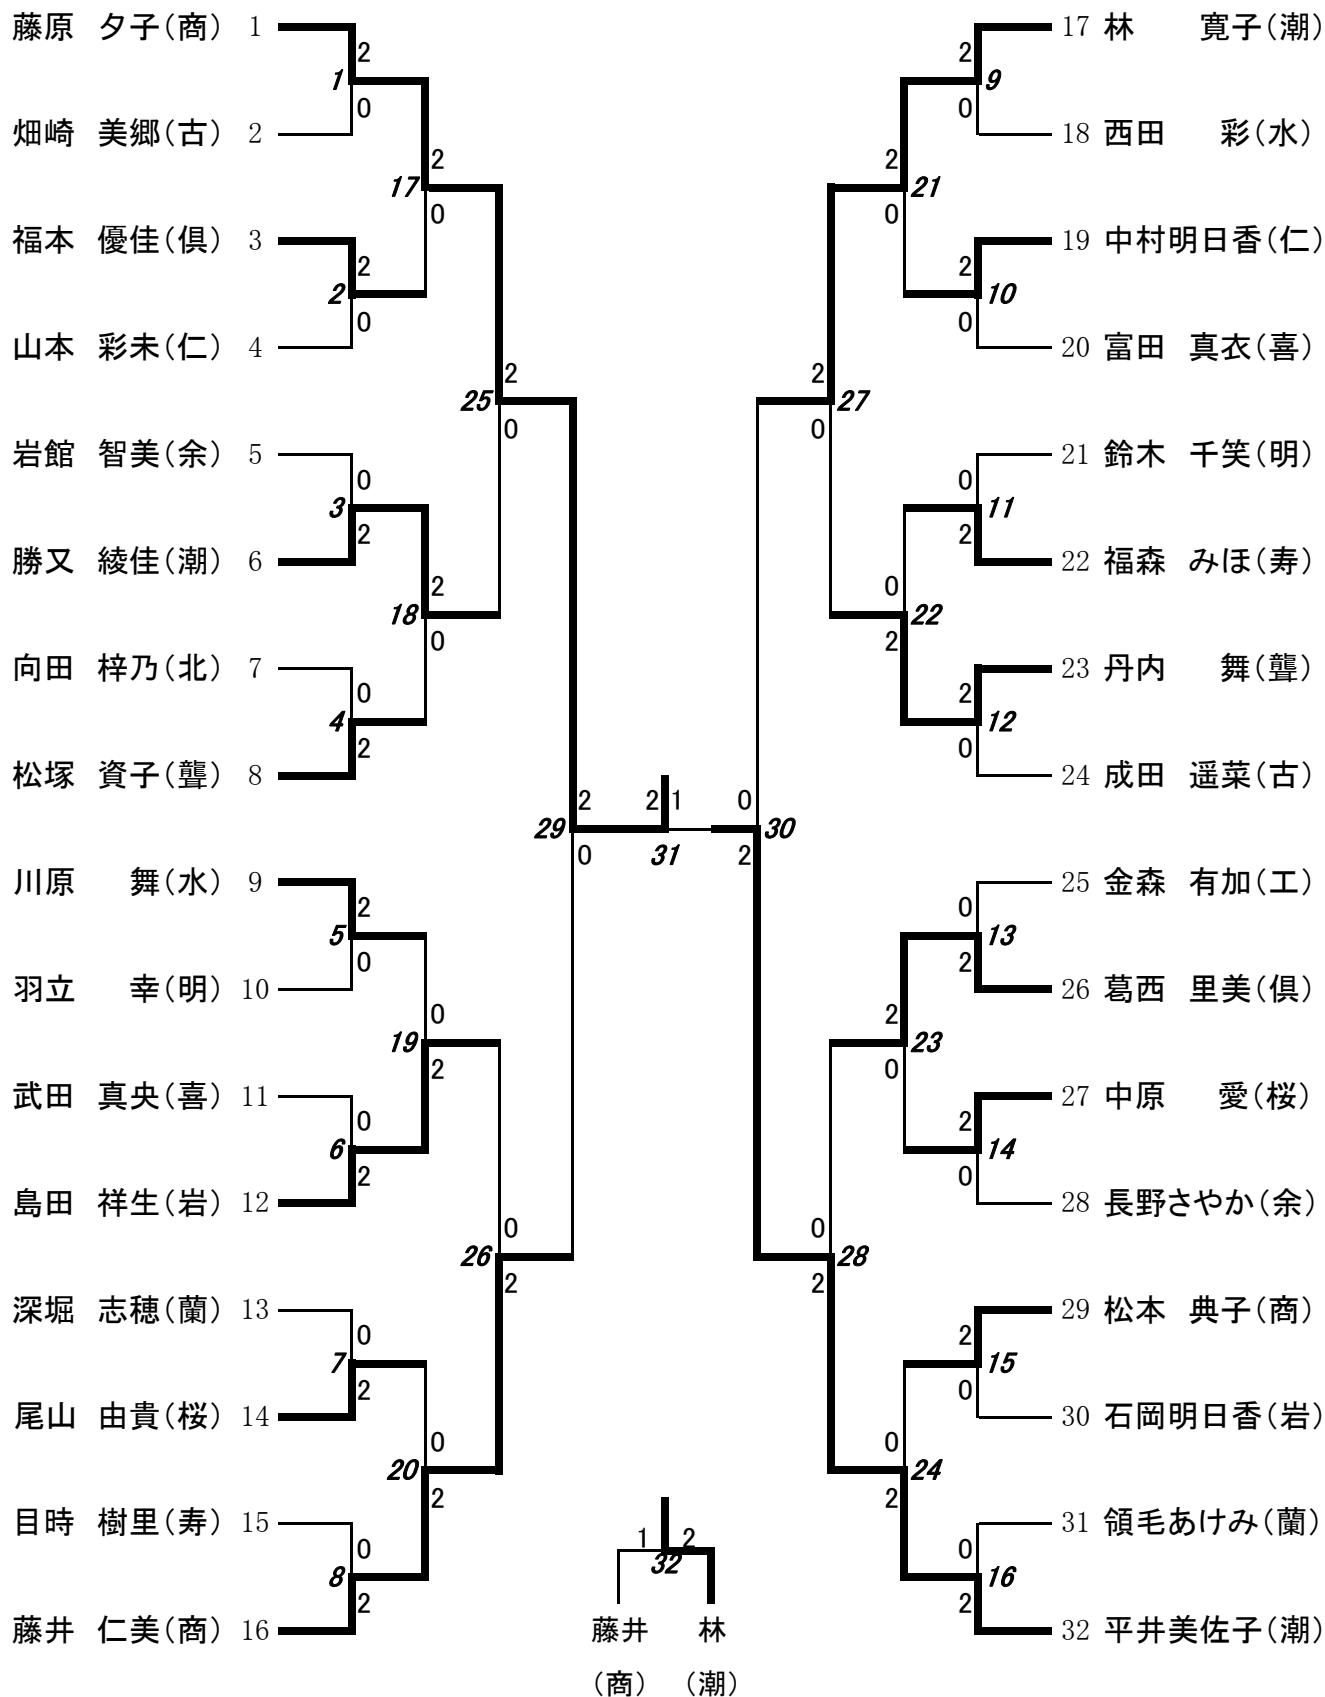 藤原 夕子(商) 1
2
1
0
畑崎 美郷(古) 2
2
17
0
福本 優佳(倶) 3
2
2
0
山本 彩未(仁) 4
2
25
0
岩館 智美(余) 5
0
3
2
勝又 綾佳(潮) 6
2
18
0
向田 梓乃(北) 7
0
4
2
松塚 資子(聾) 8
2
29
0
川原 舞(水) 9
2
5
0
羽立 幸(明) 10
0
19
2
武田 真央(喜) 11
0
6
2
島田 祥生(岩) 12
0
26
2
深堀 志穂(蘭) 13
0
7
2
尾山 由貴(桜) 14
0
20
2
目時 樹里(寿) 15
0
8
2
藤井 仁美(商) 16
2 1
31
17 林 寛子(潮)
2
9
0
18 西田 彩(水)
2
21
0
19 中村明日香(仁)
2
10
0
20 富田 真衣(喜)
2
27
0
21 鈴木 千笑(明)
0
11
2
22 福森 みほ(寿)
0
22
2
23 丹内 舞(聾)
2
12
0
24 成田 遥菜(古)
0
30
2
25 金森 有加(工)
0
13
2
26 葛西 里美(倶)
2
23
0
27 中原 愛(桜)
2
14
0
28 長野さやか(余)
0
28
2
29 松本 典子(商)
2
15
0
30 石岡明日香(岩)
0
24
2
31 領毛あけみ(蘭)
0
16
2
32 平井美佐子(潮)
1 2
32
藤井 林
(商) (潮)